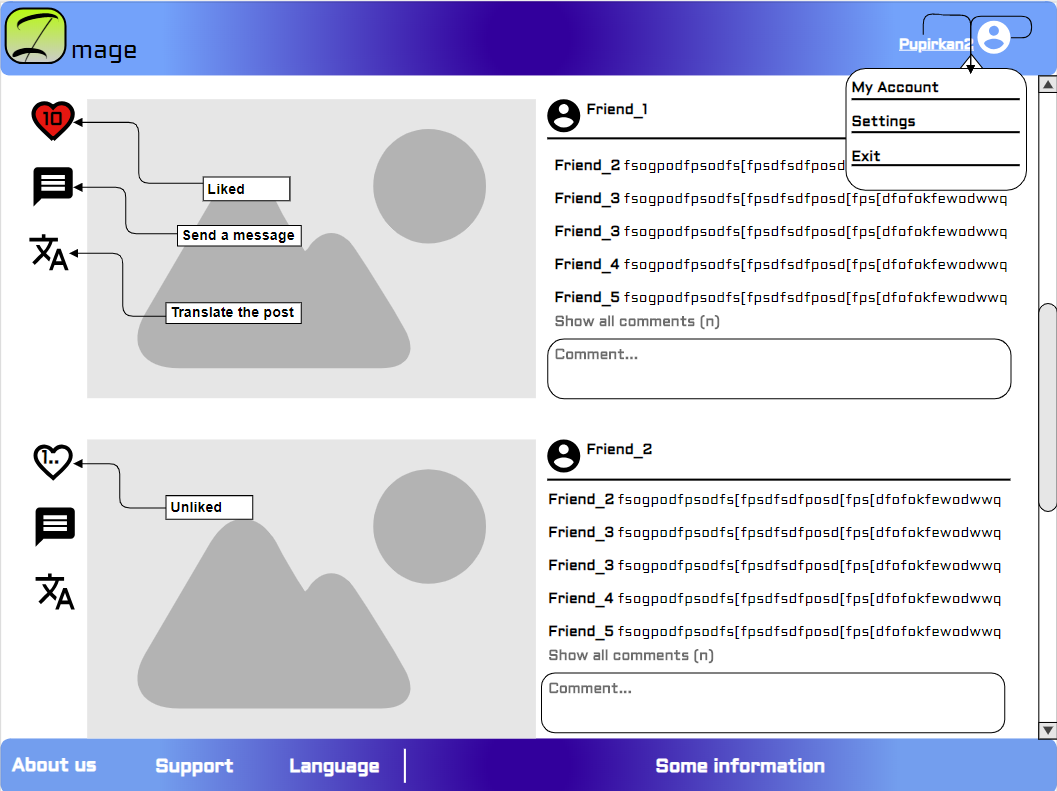 mage
Pupirkan2
My Account
Settings
Exit
10
Liked
Send a message
Translate the post
Friend_1
Friend_2 fsogpodfpsodfs[fpsdfsdfposd
Friend_3 fsogpodfpsodfs[fpsdfsdfposd[fps[dfofokfewodwwq
Friend_3 fsogpodfpsodfs[fpsdfsdfposd[fps[dfofokfewodwwq
Friend_4 fsogpodfpsodfs[fpsdfsdfposd[fps[dfofokfewodwwq
Friend_5 fsogpodfpsodfs[fpsdfsdfposd[fps[dfofokfewodwwq
Show all comments (n)
Comment...
1..
Unliked
Friend_2
Friend_2 fsogpodfpsodfs[fpsdfsdfposd[fps[dfofokfewodwwq
Friend_3 fsogpodfpsodfs[fpsdfsdfposd[fps[dfofokfewodwwq
Friend_3 fsogpodfpsodfs[fpsdfsdfposd[fps[dfofokfewodwwq
Friend_4 fsogpodfpsodfs[fpsdfsdfposd[fps[dfofokfewodwwq
Friend_5 fsogpodfpsodfs[fpsdfsdfposd[fps[dfofokfewodwwq
Show all comments (n)
Comment...
About us
Support
Language
Some information